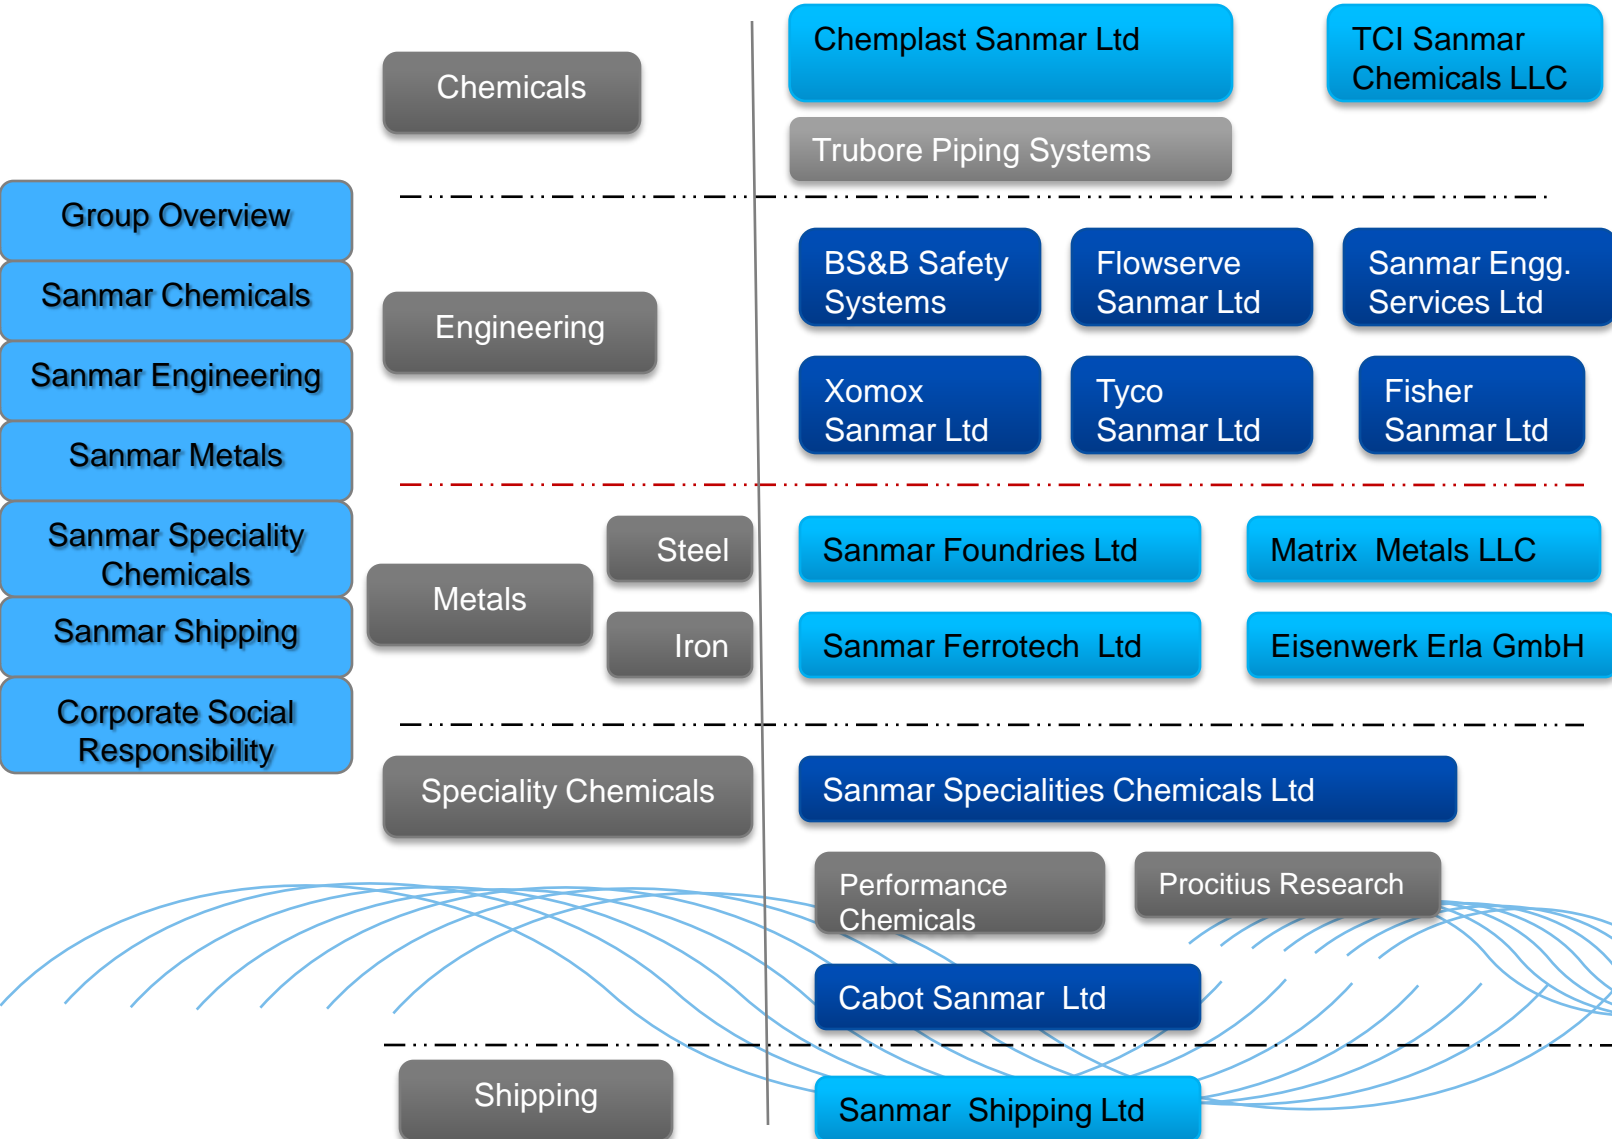 Group Overview
Sanmar Chemicals
Sanmar Engineering
Sanmar Metals
Sanmar Speciality
Chemicals
Sanmar Shipping
Corporate Social
Responsibility
Chemicals
Chemplast Sanmar Ltd
TCI Sanmar
Chemicals LLC
Trubore Piping Systems
Engineering
BS&B Safety
Systems
Flowserve
Sanmar Ltd
Sanmar Engg.
Services Ltd
Xomox
Sanmar Ltd
Tyco
Sanmar Ltd
Fisher
Sanmar Ltd
Metals
Steel
Sanmar Foundries Ltd
Matrix Metals LLC
Iron
Sanmar Ferrotech Ltd
Eisenwerk Erla GmbH
Speciality Chemicals
Sanmar Specialities Chemicals Ltd
Performance
Chemicals
Procitius Research
Cabot Sanmar Ltd
Shipping
Sanmar Shipping Ltd